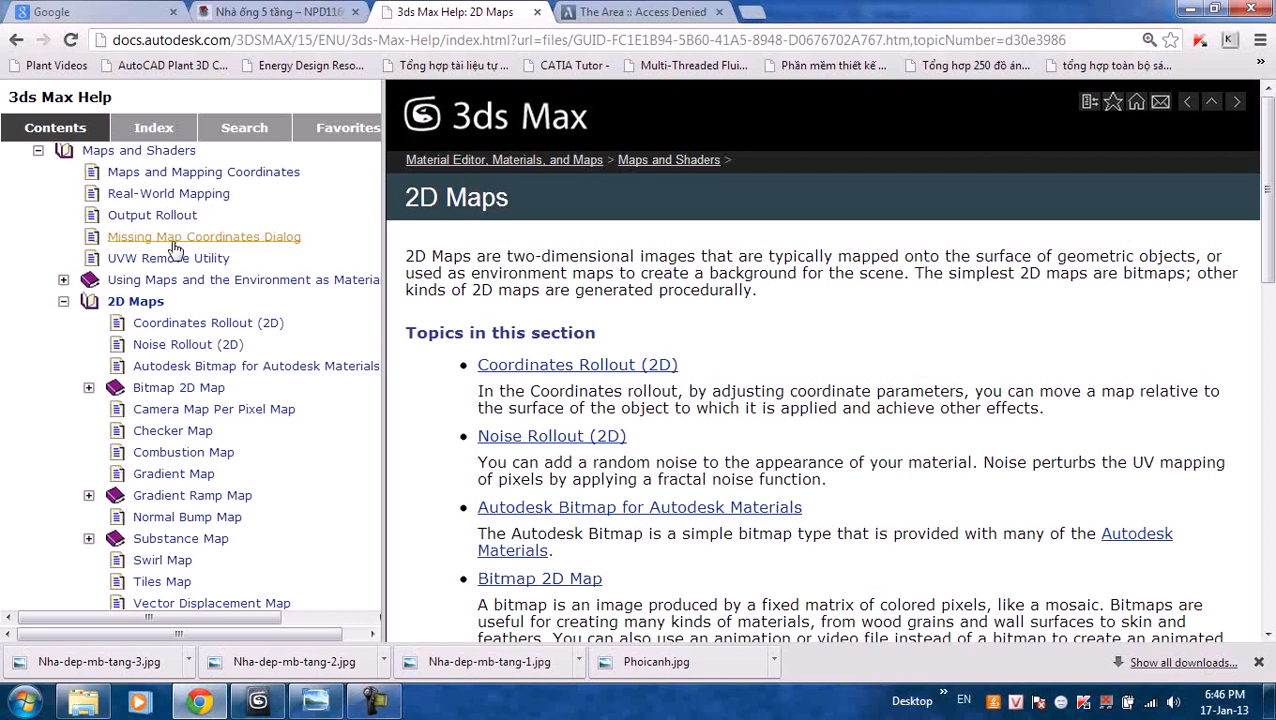 Google
Nhà ống 5 tầng – NPD116
3ds Max Help: 2D Maps
The Area :: Access Denied
docs.autodesk.com/3DSMAX/15/ENU/3ds-Max-Help/index.html?url=files/GUID-FC1E1B94-5B60-41A5-8948-D0676702A767.htm,topicNumber=d30e3986
Plant Videos
AutoCAD Plant 3D C...
Energy Design Reso...
Tổng hợp tài liệu tự ...
CATIA Tutor -
Multi-Threaded Flui...
Phần mềm thiết kế ...
Tổng hợp 250 đồ án...
tổng hợp toàn bộ sá...
3ds Max Help
Contents
Index
Search
Favorites
Maps and Shaders
Maps and Mapping Coordinates
Real-World Mapping
Output Rollout
Missing Map Coordinates Dialog
UVW Remove Utility
Using Maps and the Environment as Materia
2D Maps
Coordinates Rollout (2D)
Noise Rollout (2D)
Autodesk Bitmap for Autodesk Materials
Bitmap 2D Map
Camera Map Per Pixel Map
Checker Map
Combustion Map
Gradient Map
Gradient Ramp Map
Normal Bump Map
Substance Map
Swirl Map
Tiles Map
Vector Displacement Map
3ds Max
Material Editor, Materials, and Maps > Maps and Shaders >
2D Maps
2D Maps are two-dimensional images that are typically mapped onto the surface of geometric objects, or
used as environment maps to create a background for the scene. The simplest 2D maps are bitmaps; other
kinds of 2D maps are generated procedurally.
Topics in this section
Coordinates Rollout (2D)
In the Coordinates rollout, by adjusting coordinate parameters, you can move a map relative to
the surface of the object to which it is applied and achieve other effects.
Noise Rollout (2D)
You can add a random noise to the appearance of your material. Noise perturbs the UV mapping
of pixels by applying a fractal noise function.
Autodesk Bitmap for Autodesk Materials
The Autodesk Bitmap is a simple bitmap type that is provided with many of the Autodesk
Materials.
Bitmap 2D Map
A bitmap is an image produced by a fixed matrix of colored pixels, like a mosaic. Bitmaps are
useful for creating many kinds of materials, from wood grains and wall surfaces to skin and
feathers. You can also use an animation or video file instead of a bitmap to create an animated
Nha-dep-mb-tang-3.jpg
Nha-dep-mb-tang-2.jpg
Nha-dep-mb-tang-1.jpg
Phoicanh.jpg
Show all downloads...
Desktop
EN
6:46 PM
17-Jan-13